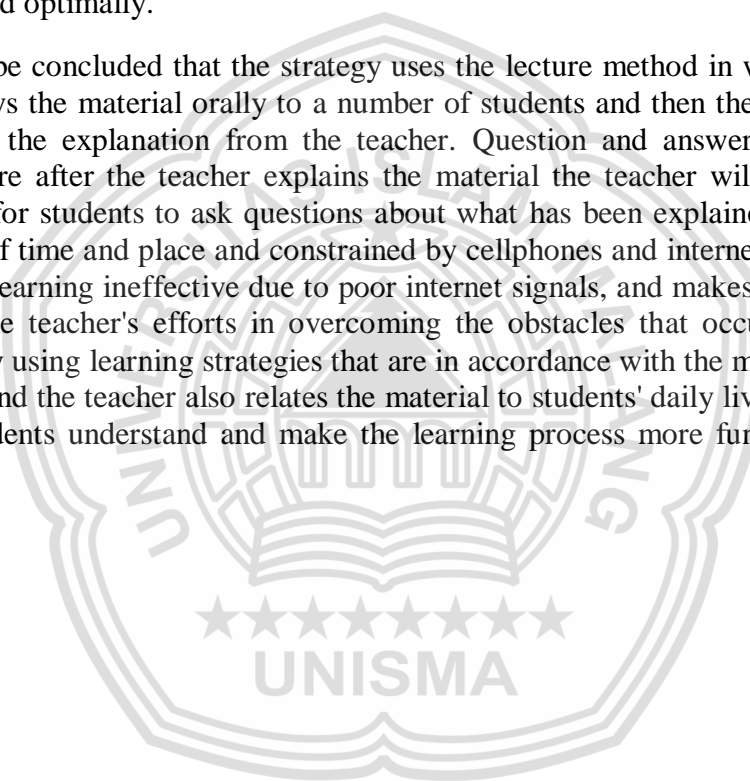 d optimally.
be concluded that the strategy uses the lecture method in w
ys the material orally to a number of students and then the
the explanation from the teacher. Question and answer
re after the teacher explains the material the teacher wil
for students to ask questions about what has been explaine
f time and place and constrained by cellphones and interne
earning ineffective due to poor internet signals, and makes
e teacher's efforts in overcoming the obstacles that occu
y using learning strategies that are in accordance with the m
nd the teacher also relates the material to students' daily liv
dents understand and make the learning process more fun
UNIVERSITAS ISLAM MALANG
UNISMA